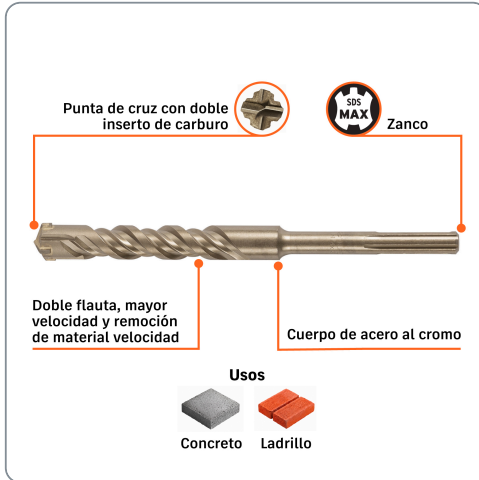 Punta de cruz con doble
inserto de carburo
SDS
MAX
Zanco
Doble flauta, mayor
velocidad y remoción
de material velocidad
Cuerpo de acero al cromo
Usos
Concreto
Ladrillo